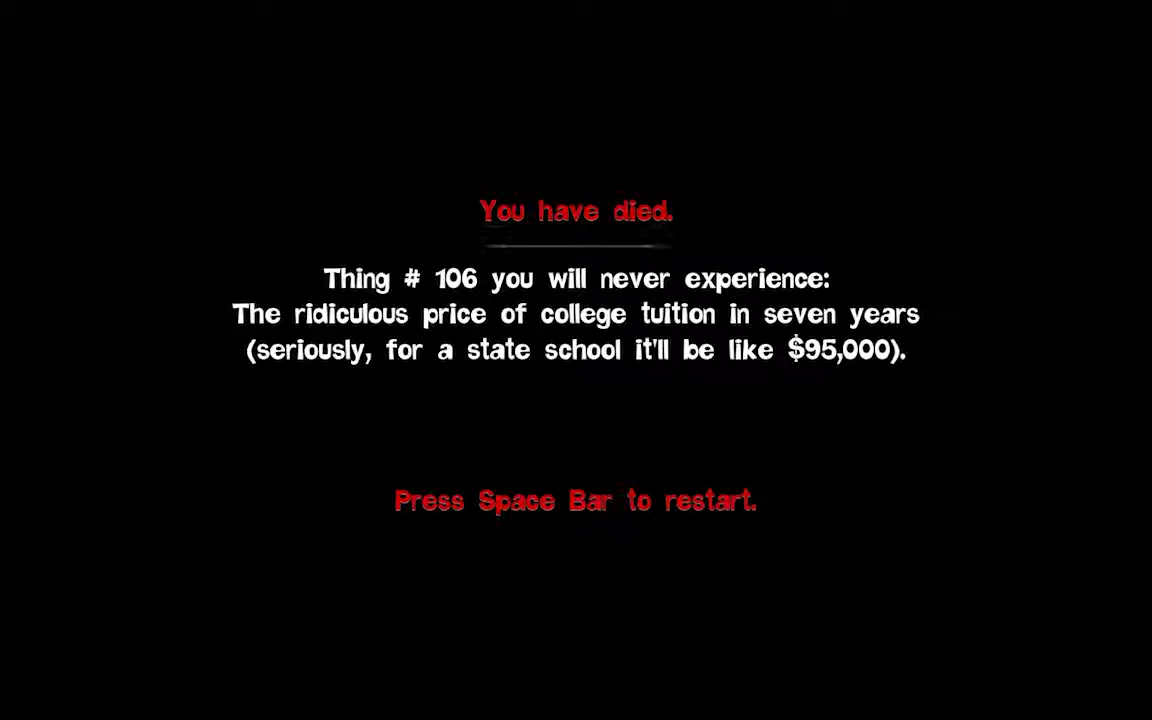 You have died.
Thing # 106 you will never experience:
The ridiculous price of college tuition in seven years
(seriously, for a state school it'll be like $95,000).
Press Space Bar to restart.